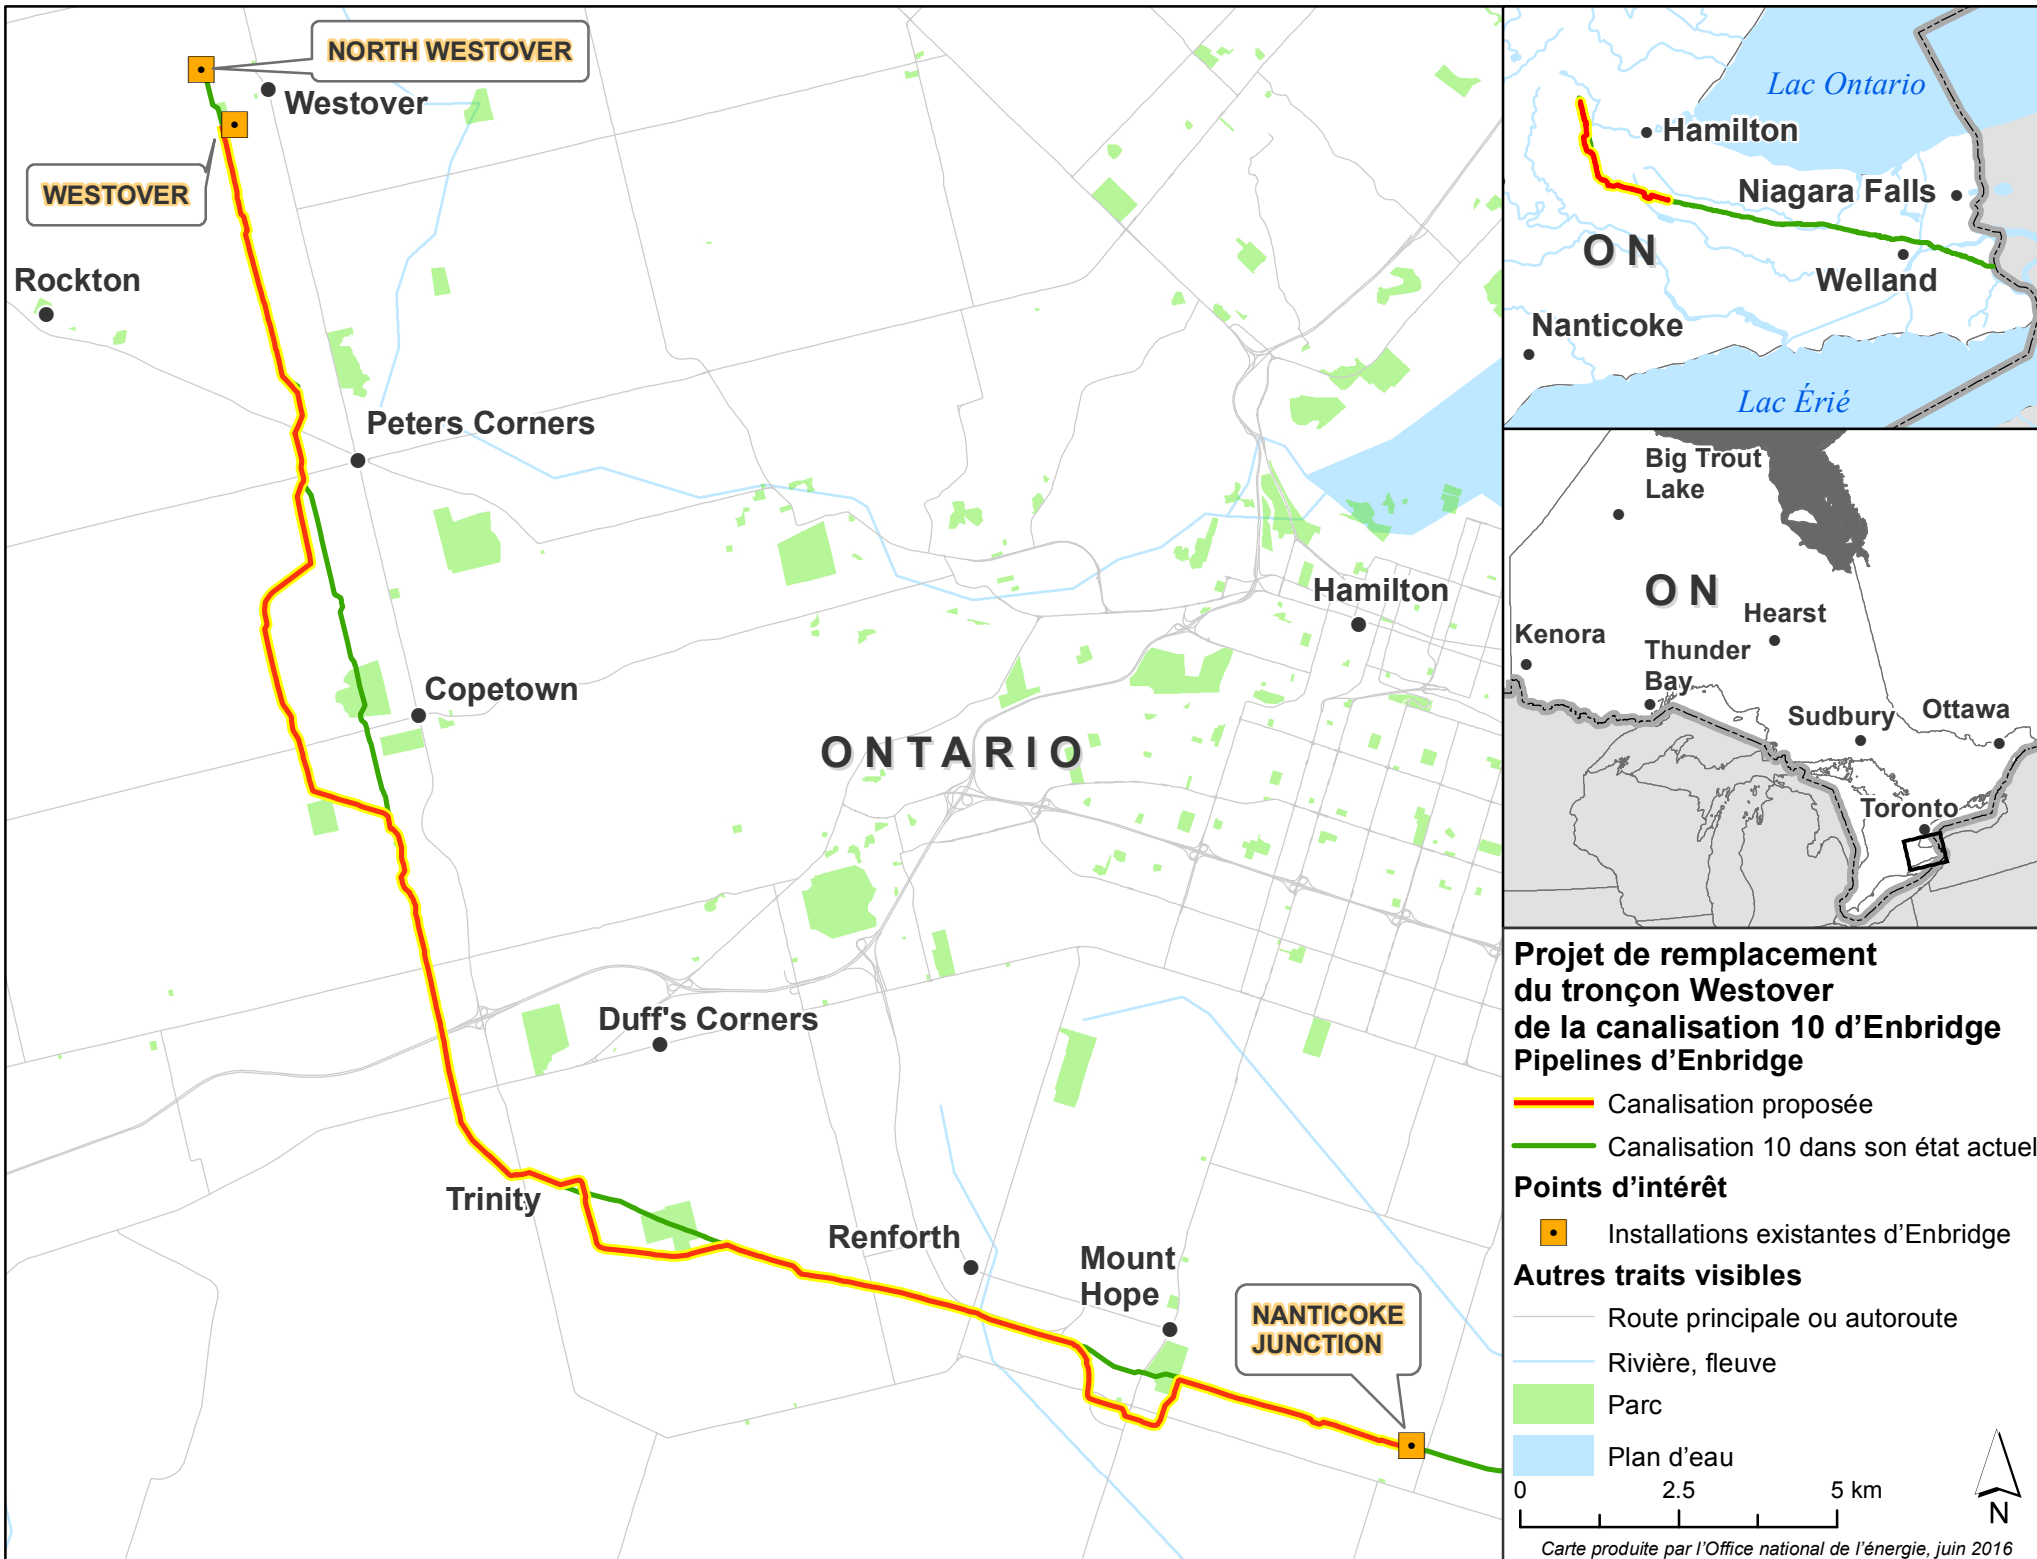 NORTH WESTOVER
Westover
WESTOVER
Rockton
Peters Corners
Hamilton
Copetown
ONTARIO
Duff's Corners
Trinity
Renforth
Mount
Hope
NANTICOKE
JUNCTION
Lac Ontario
Hamilton
Niagara Falls
ON
Welland
Nanticoke
Lac Érié
Big Trout
Lake
ON
Hearst
Kenora
Thunder
Bay
Sudbury
Ottawa
Toronto
Projet de remplacement
du tronçon Westover
de la canalisation 10 d’Enbridge
Pipelines d’Enbridge
Canalisation proposée
Canalisation 10 dans son état actuel
Points d’intérêt
Installations existantes d’Enbridge
Autres traits visibles
Route principale ou autoroute
Rivière, fleuve
Parc
Plan d’eau
0 2.5 5 km
N
Carte produite par l’Office national de l’énergie, juin 2016